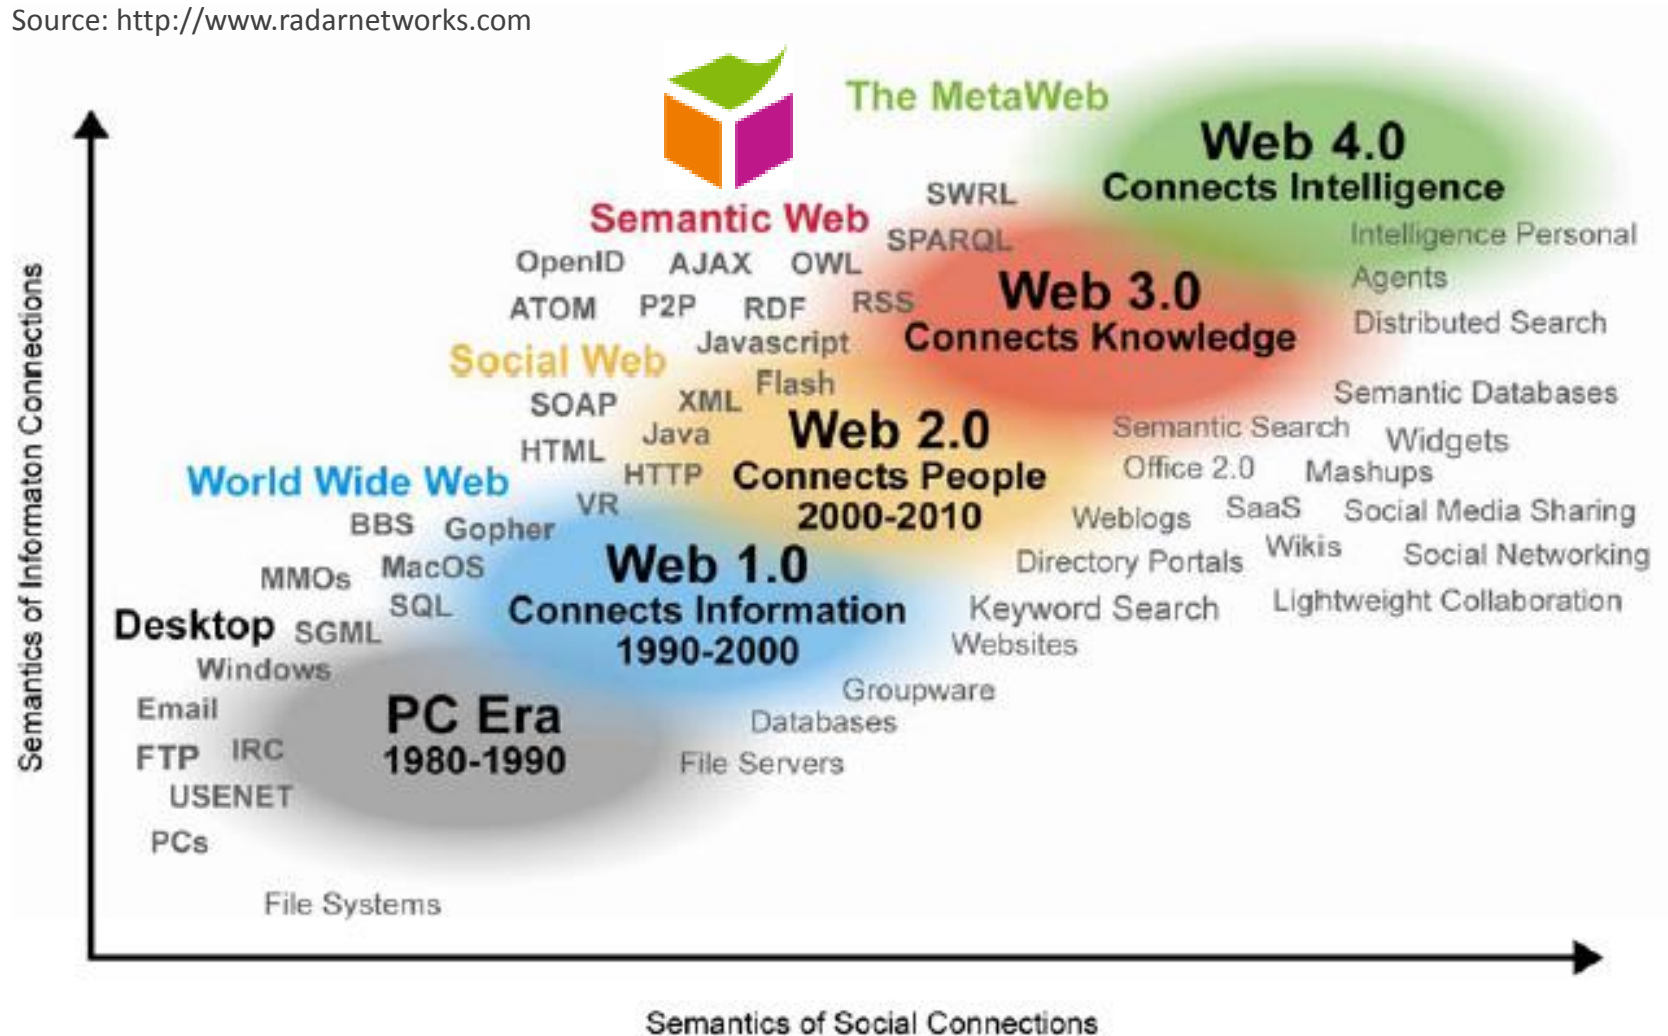 Source: http://www.radarnetworks.com
The MetaWeb
Web 4.0
Connects Intelligence
SWRL
Semantic Web
SPARQL
Intelligence Personal
Agents
OpenID AJAX OWL
Web 3.0
Connects Knowledge
ATOM P2P RDF RSS
Distributed Search
Javascript
Social Web
Flash
Semantic Databases
SOAP XML
Web 2.0
Connects People
2000-2010
Java
Semantic Search
Widgets
HTML
HTTP
Office 2.0
Mashups
World Wide Web
VR
Weblogs
SaaS
Social Media Sharing
BBS Gopher
Directory Portals
Wikis
Social Networking
Web 1.0
Connects Information
1990-2000
MMOs
MacOS
SQL
Keyword Search
Lightweight Collaboration
Desktop
SGML
Websites
Windows
Groupware
Email
PC Era
1980-1990
Databases
FTP IRC
File Servers
USENET
PCs
File Systems
Semantics of Informaton Connections
Semantics of Social Connections